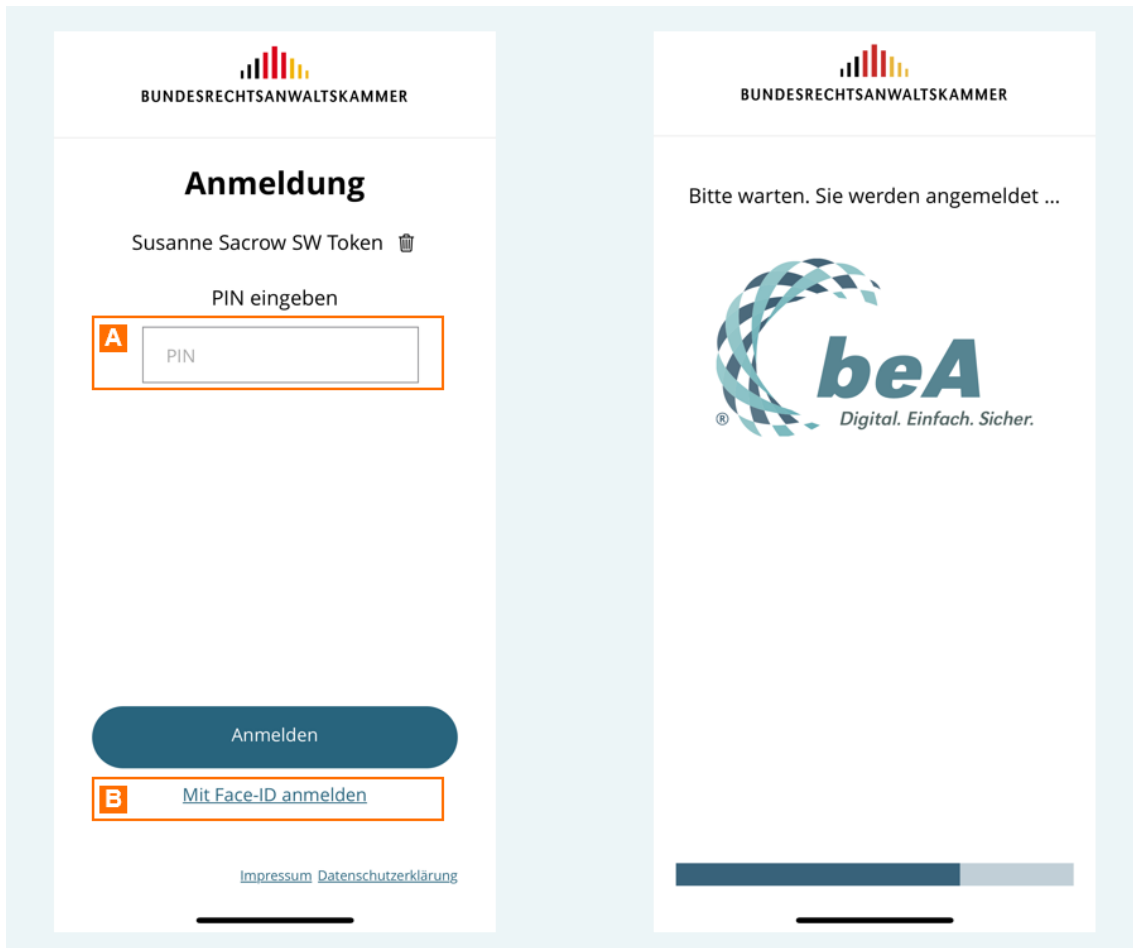 BUNDESRECHTSANWALTSKAMMER
Anmeldung
Susanne Sacrow SW Token
PIN eingeben
A
PIN
Anmelden
B
Mit Face-ID anmelden
Impressum Datenschutzerklärung
BUNDESRECHTSANWALTSKAMMER
Bitte warten. Sie werden angemeldet ...
beA
® Digital. Einfach. Sicher.